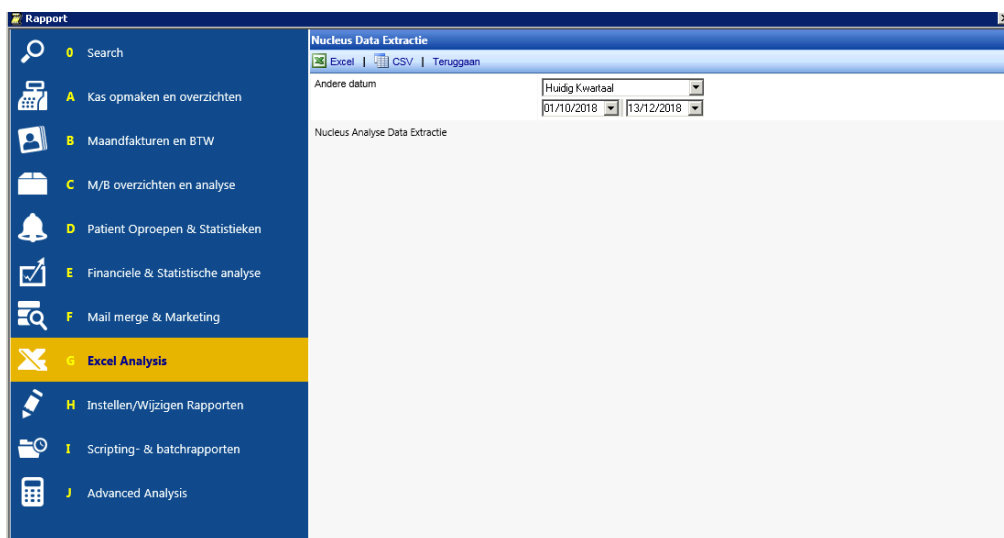 Rapport
0 Search
A Kas opmaken en overzichten
B Maandfakturen en BTW
C M/B overzichten en analyse
D Patient Oproepen & Statistieken
E Financiele & Statistische analyse
F Mail merge & Marketing
G Excel Analysis
H Instellen/Wijzigen Rapporten
I Scripting- & batchrapporten
J Advanced Analysis
Nucleus Data Extractie
Excel | CSV | Teruggaan
Andere datum Huidig Kwartaal
01/10/2018 13/12/2018
Nucleus Analyse Data Extractie